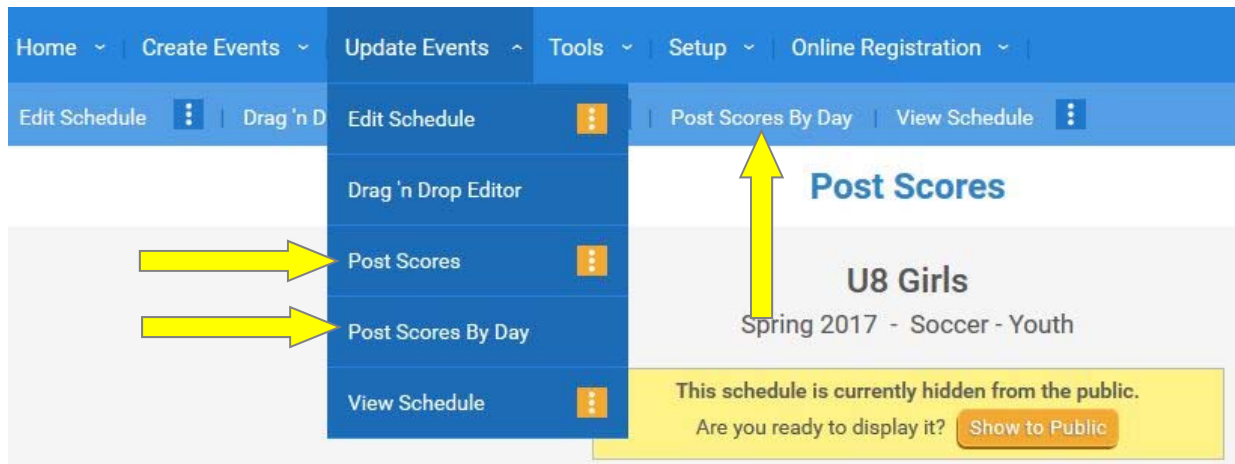 Home Create Events Update Events Tools Setup Online Registration
Edit Schedule Drag 'n D Post Scores By Day View Schedule
Edit Schedule
Drag 'n Drop Editor
Post Scores
Post Scores By Day
View Schedule
Post Scores
U8 Girls
Spring 2017 - Soccer - Youth
This schedule is currently hidden from the public.
Are you ready to display it? Show to Public